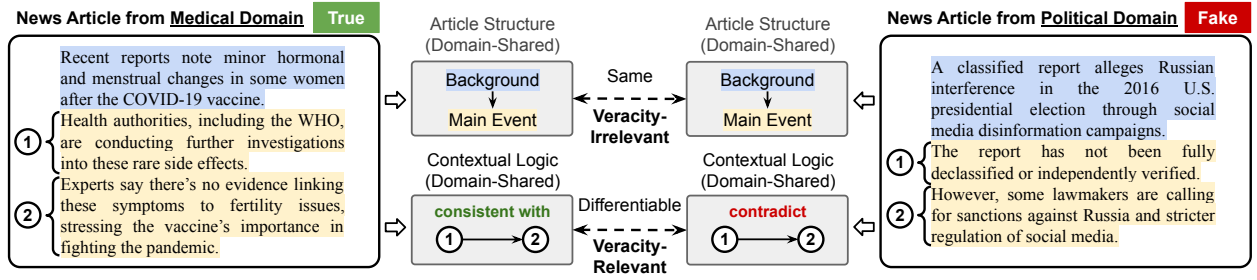 News Article from Medical Domain True
Recent reports note minor hormonal
and menstrual changes in some women
after the COVID-19 vaccine.
1
Health authorities, including the WHO,
are conducting further investigations
into these rare side effects.
2
Experts say there's no evidence linking
these symptoms to fertility issues,
stressing the vaccine's importance in
fighting the pandemic.
Article Structure
(Domain-Shared)
Background
Main Event
Contextual Logic
(Domain-Shared)
consistent with
1 2
Same
Veracity-
Irrelevant
Differentiable
Veracity-
Relevant
Article Structure
(Domain-Shared)
Background
Main Event
Contextual Logic
(Domain-Shared)
contradict
1 2
News Article from Political Domain Fake
A classified report alleges Russian
interference in the 2016 U.S.
presidential election through social
media disinformation campaigns.
1
The report has not been fully
declassified or independently verified.
2
However, some lawmakers are calling
for sanctions against Russia and stricter
regulation of social media.